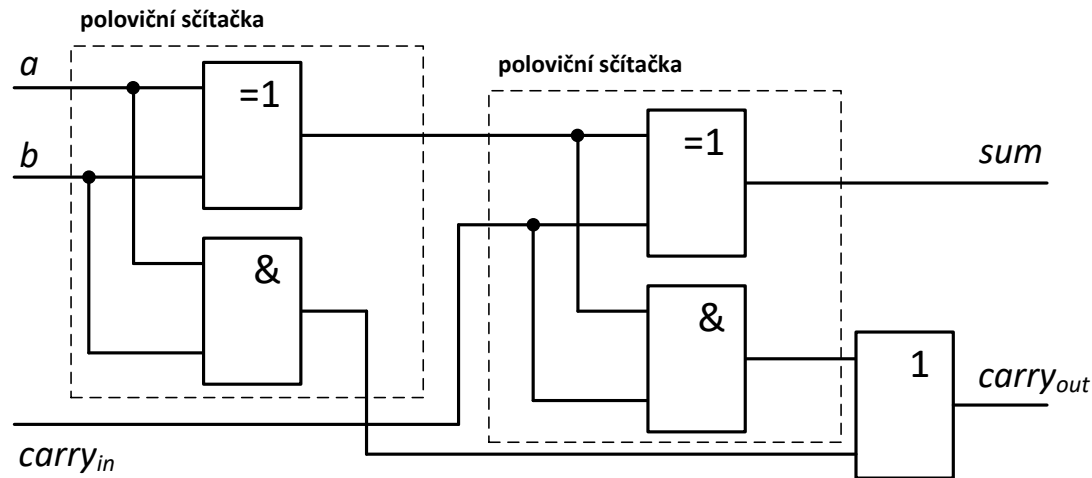 poloviční sčítačka
a
=1
poloviční sčítačka
=1
b
sum
&
&
1
carryout
carryin